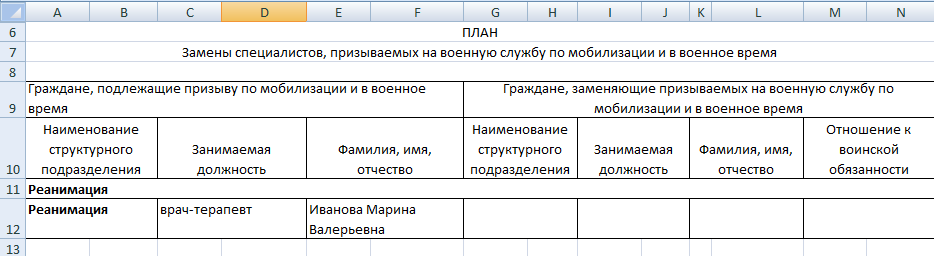 A B C D E F G H I J K L M N
6 ПЛАН
7 Замены специалистов, призываемых на военную службу по мобилизации и в военное время
8
9 Граждане, подлежащие призыву по мобилизации и в военное
время
Граждане, заменяющие призываемых на военную службу по
мобилизации и в военное время
10 Наименование
структурного
подразделения
Занимаемая
должность
Фамилия, имя,
отчество
Наименование
структурного
подразделения
Занимаемая
должность
Фамилия, имя,
отчество
Отношение к
воинской
обязанности
11 Реанимация
12 Реанимация
врач-терапевт
Иванова Марина
Валерьевна
13